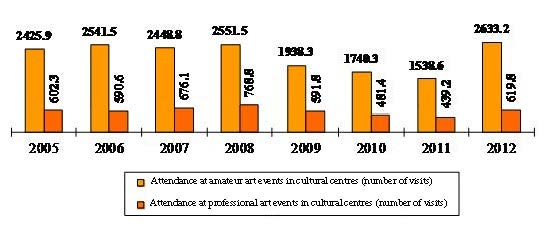 2425.9 2541.5 2448.8 2551.5 1938.3 1740.3 1538.6 2633.2
602.3 590.6 676.1 768.8 591.8 481.4 439.2 619.8
2005 2006 2007 2008 2009 2010 2011 2012
Attendance at amateur art events in cultural centres (number of visits)
Attendance at professional art events in cultural centres (number of visits)